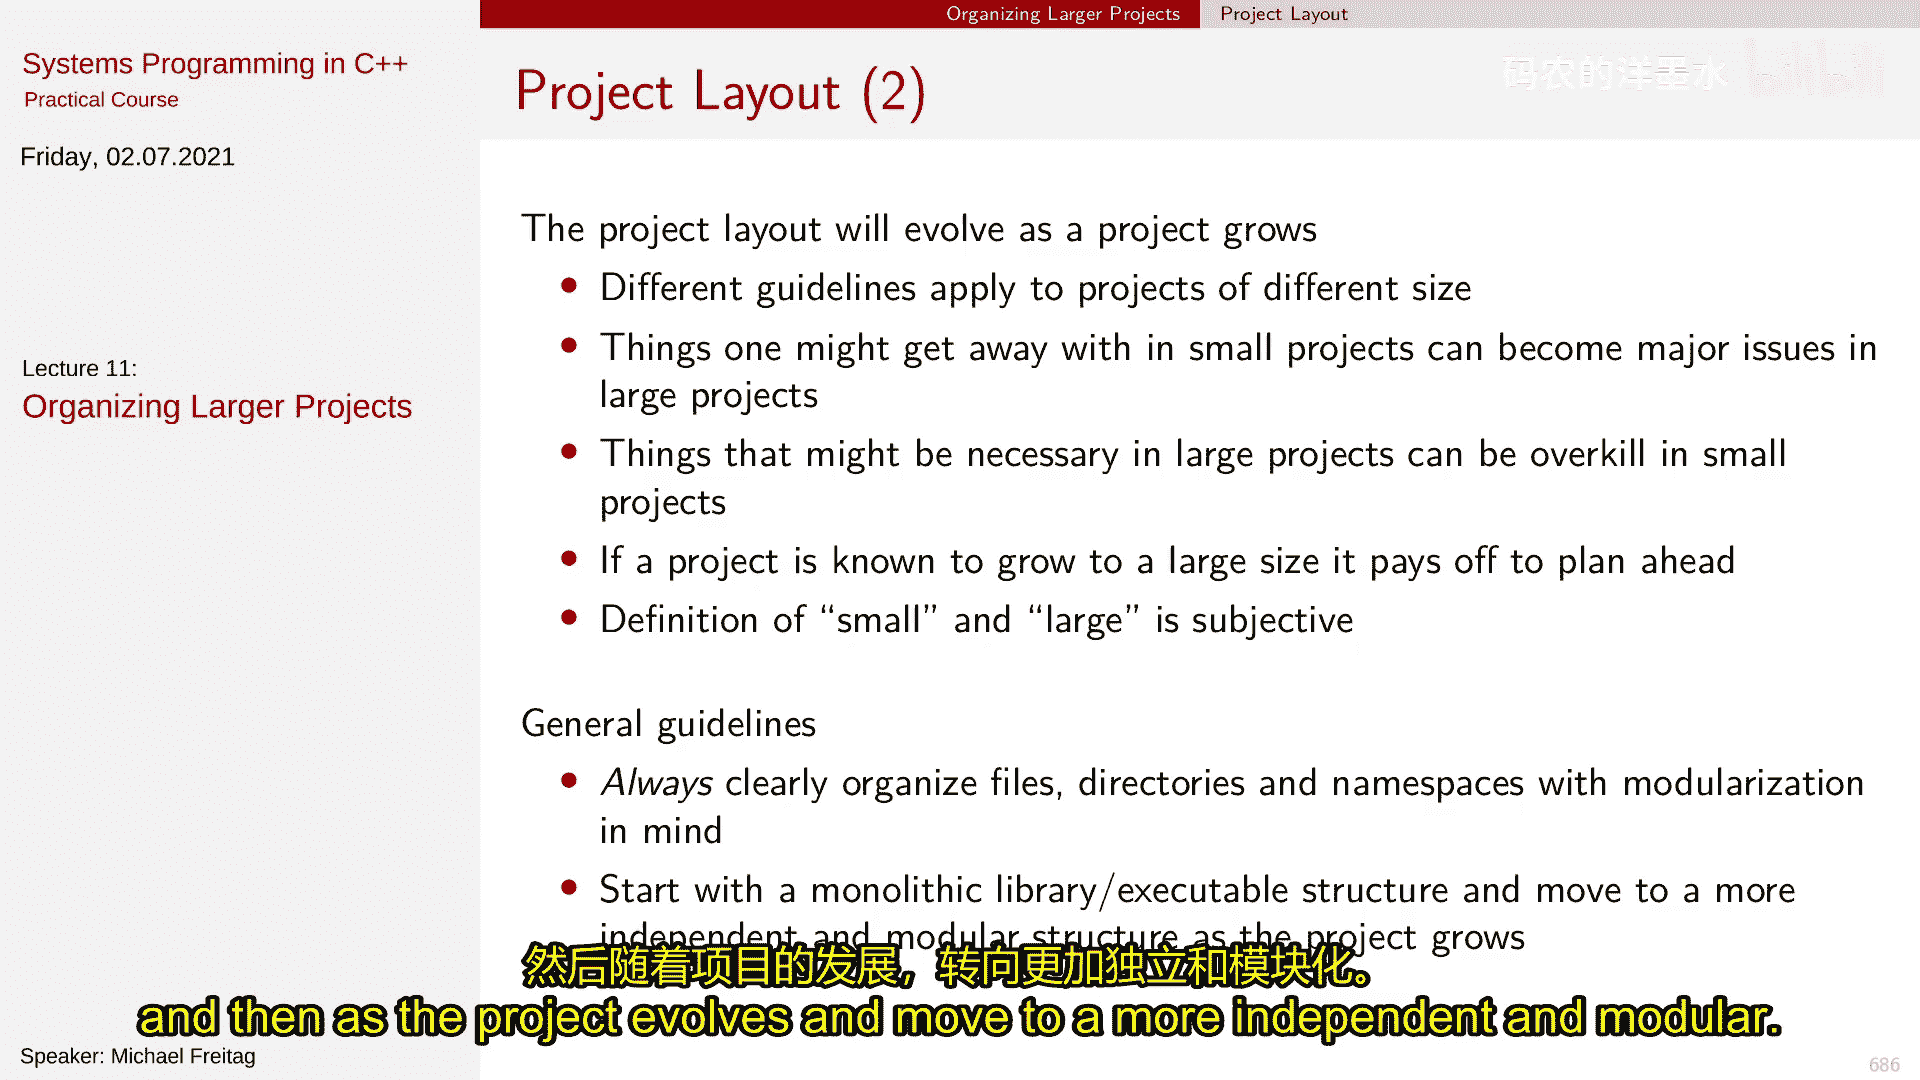 Organizing Larger Projects Project Layout
Systems Programming in C++
Practical Course
Friday, 02.07.2021
Lecture 11:
Organizing Larger Projects
Project Layout (2)
码农的洋墨水 bilibili
The project layout will evolve as a project grows
• Different guidelines apply to projects of different size
• Things one might get away with in small projects can become major issues in
large projects
• Things that might be necessary in large projects can be overkill in small
projects
• If a project is known to grow to a large size it pays off to plan ahead
• Definition of “small” and “large” is subjective
General guidelines
• Always clearly organize files, directories and namespaces with modularization
in mind
• Start with a monolithic library/executable structure and move to a more
independent and modular structure as the project grows
然后随着项目的发展，转向更加独立和模块化。
and then as the project evolves and move to a more independent and modular.
Speaker: Michael Freitag
686